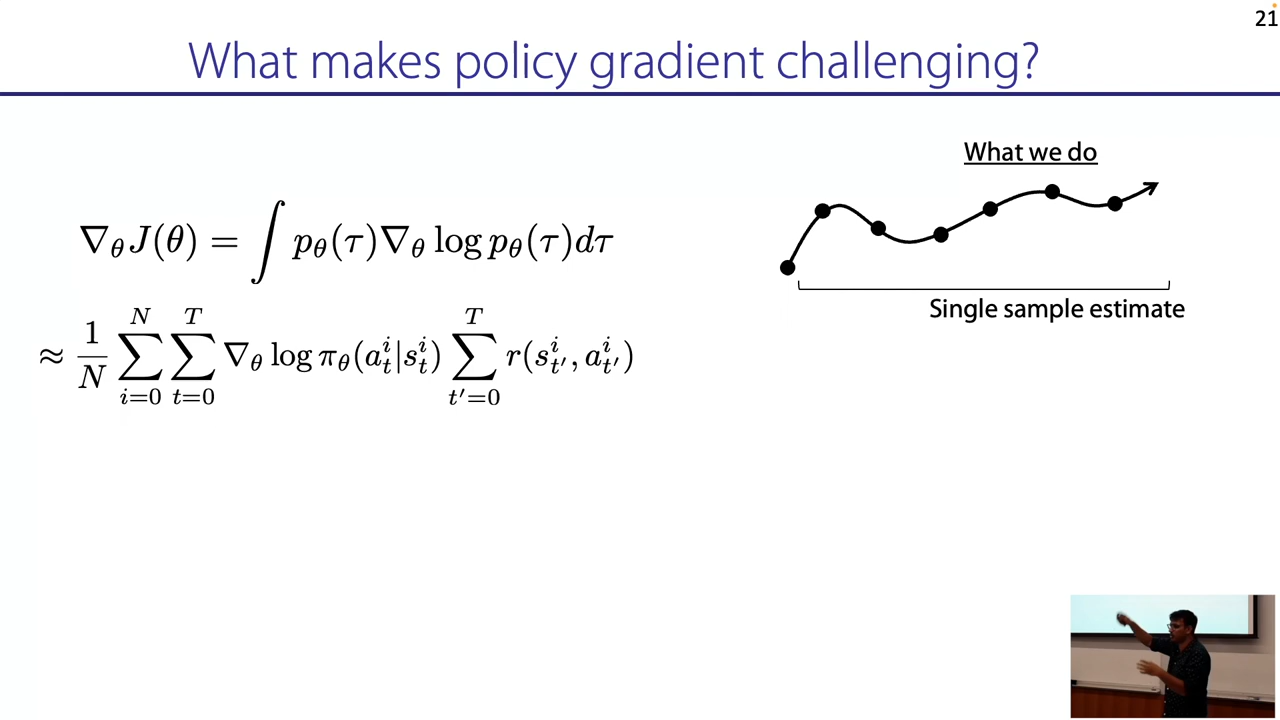 21
What makes policy gradient challenging?
What we do
∇θJ(θ) = ∫ pθ(τ)∇θ log pθ(τ)dτ
Single sample estimate
≈ 1/N ∑_{i=0}^{N} ∑_{t=0}^{T} ∇θ log πθ(a_t^i|s_t^i) ∑_{t'=0}^{T} r(s_{t'}^i, a_{t'}^i)